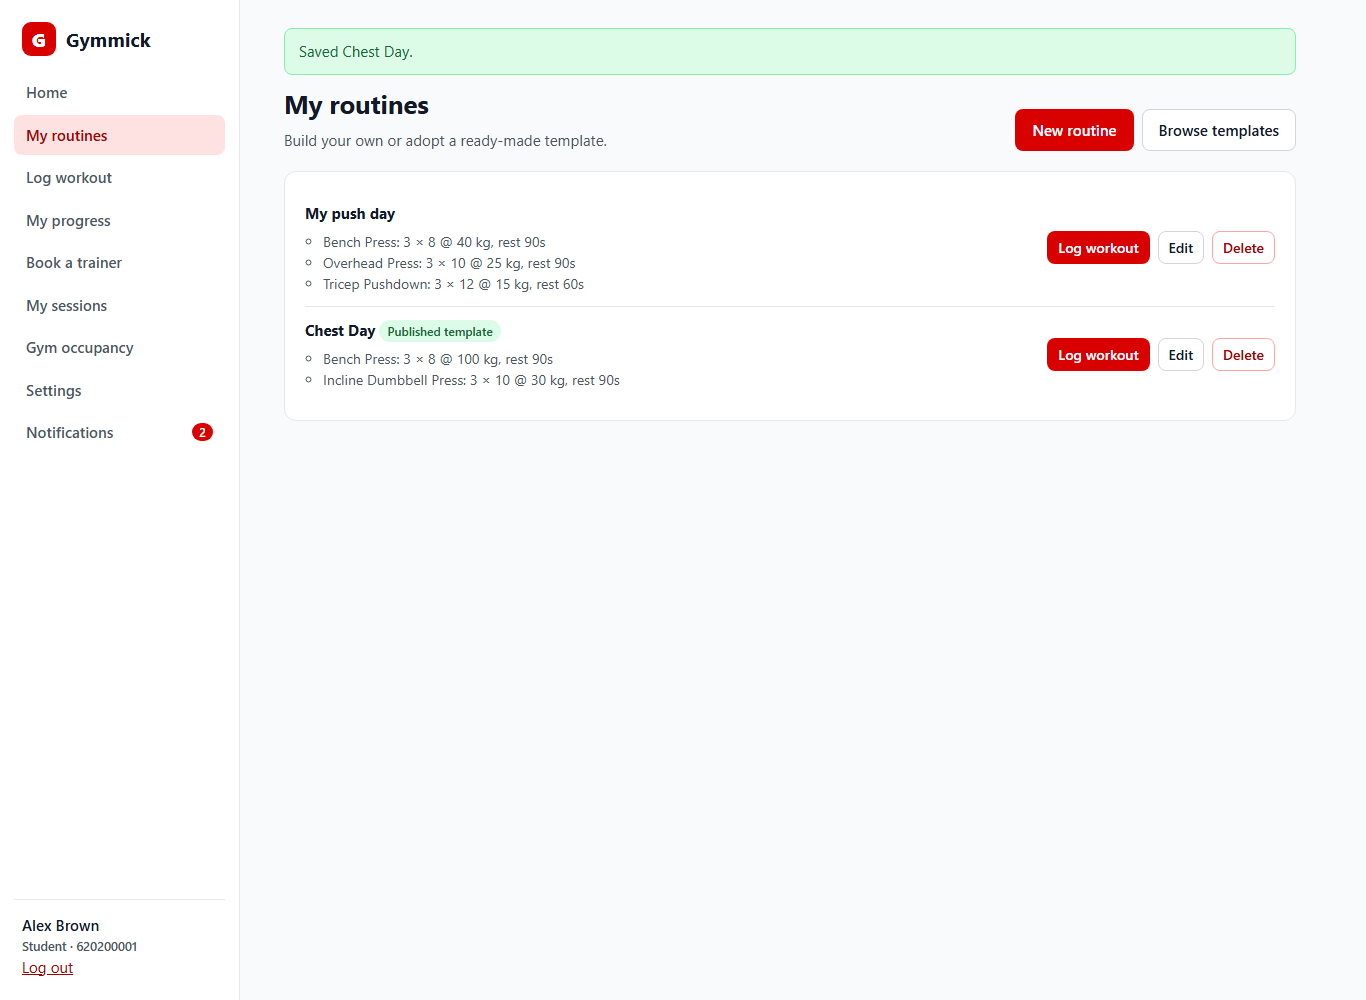 G Gymmick
Home
My routines
Log workout
My progress
Book a trainer
My sessions
Gym occupancy
Settings
Notifications 2
Alex Brown
Student · 620200001
Log out
Saved Chest Day.
My routines
Build your own or adopt a ready-made template.
New routine Browse templates
My push day
Bench Press: 3 × 8 @ 40 kg, rest 90s
Overhead Press: 3 × 10 @ 25 kg, rest 90s
Tricep Pushdown: 3 × 12 @ 15 kg, rest 60s
Log workout Edit Delete
Chest Day Published template
Bench Press: 3 × 8 @ 100 kg, rest 90s
Incline Dumbbell Press: 3 × 10 @ 30 kg, rest 90s
Log workout Edit Delete